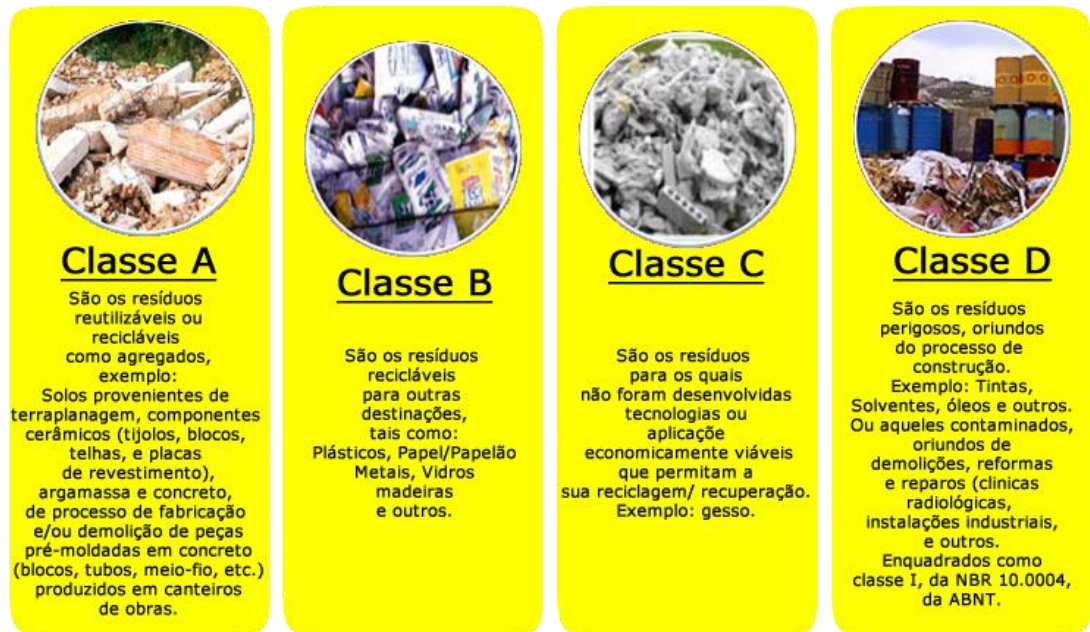 Classe A
São os resíduos
reutilizáveis ou
recicláveis
como agregados,
exemplo:
Solos provenientes de
terraplanagem, componentes
cerâmicos (tijolos, blocos,
telhas, e placas
de revestimento),
argamassa e concreto,
de processo de fabricação
e/ou demolição de peças
pré-moldadas em concreto
(blocos, tubos, meio-fio, etc.)
produzidos em canteiros
de obras.
Classe B
São os resíduos
recicláveis
para outras
destinações,
tais como:
Plásticos, Papel/Papelão
Metais, Vidros
madeiras
e outros.
Classe C
São os resíduos
para os quais
não foram desenvolvidas
tecnologias ou
aplicaçõe
economicamente viáveis
que permitam a
sua reciclagem/ recuperação.
Exemplo: gesso.
Classe D
São os resíduos
perigosos, oriundos
do processo de
construção.
Exemplo: Tintas,
Solventes, óleos e outros.
Ou aqueles contaminados,
oriundos de
demolições, reformas
e reparos (clinicas
radiológicas,
instalações industriais,
e outros.
Enquadrados como
classe I, da NBR 10.0004,
da ABNT.